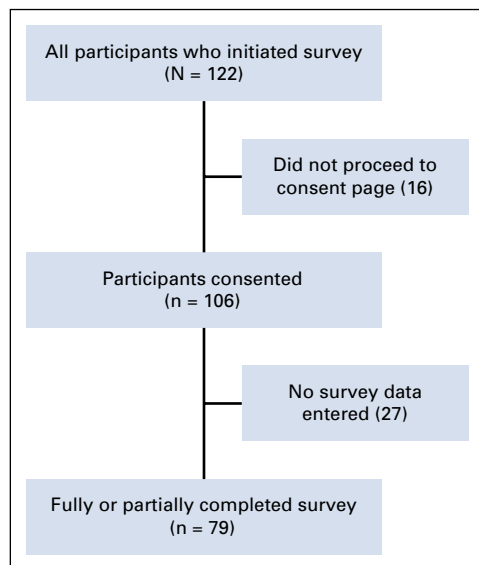 All participants who initiated survey
(N = 122)
Did not proceed to
consent page (16)
Participants consented
(n = 106)
No survey data
entered (27)
Fully or partially completed survey
(n = 79)